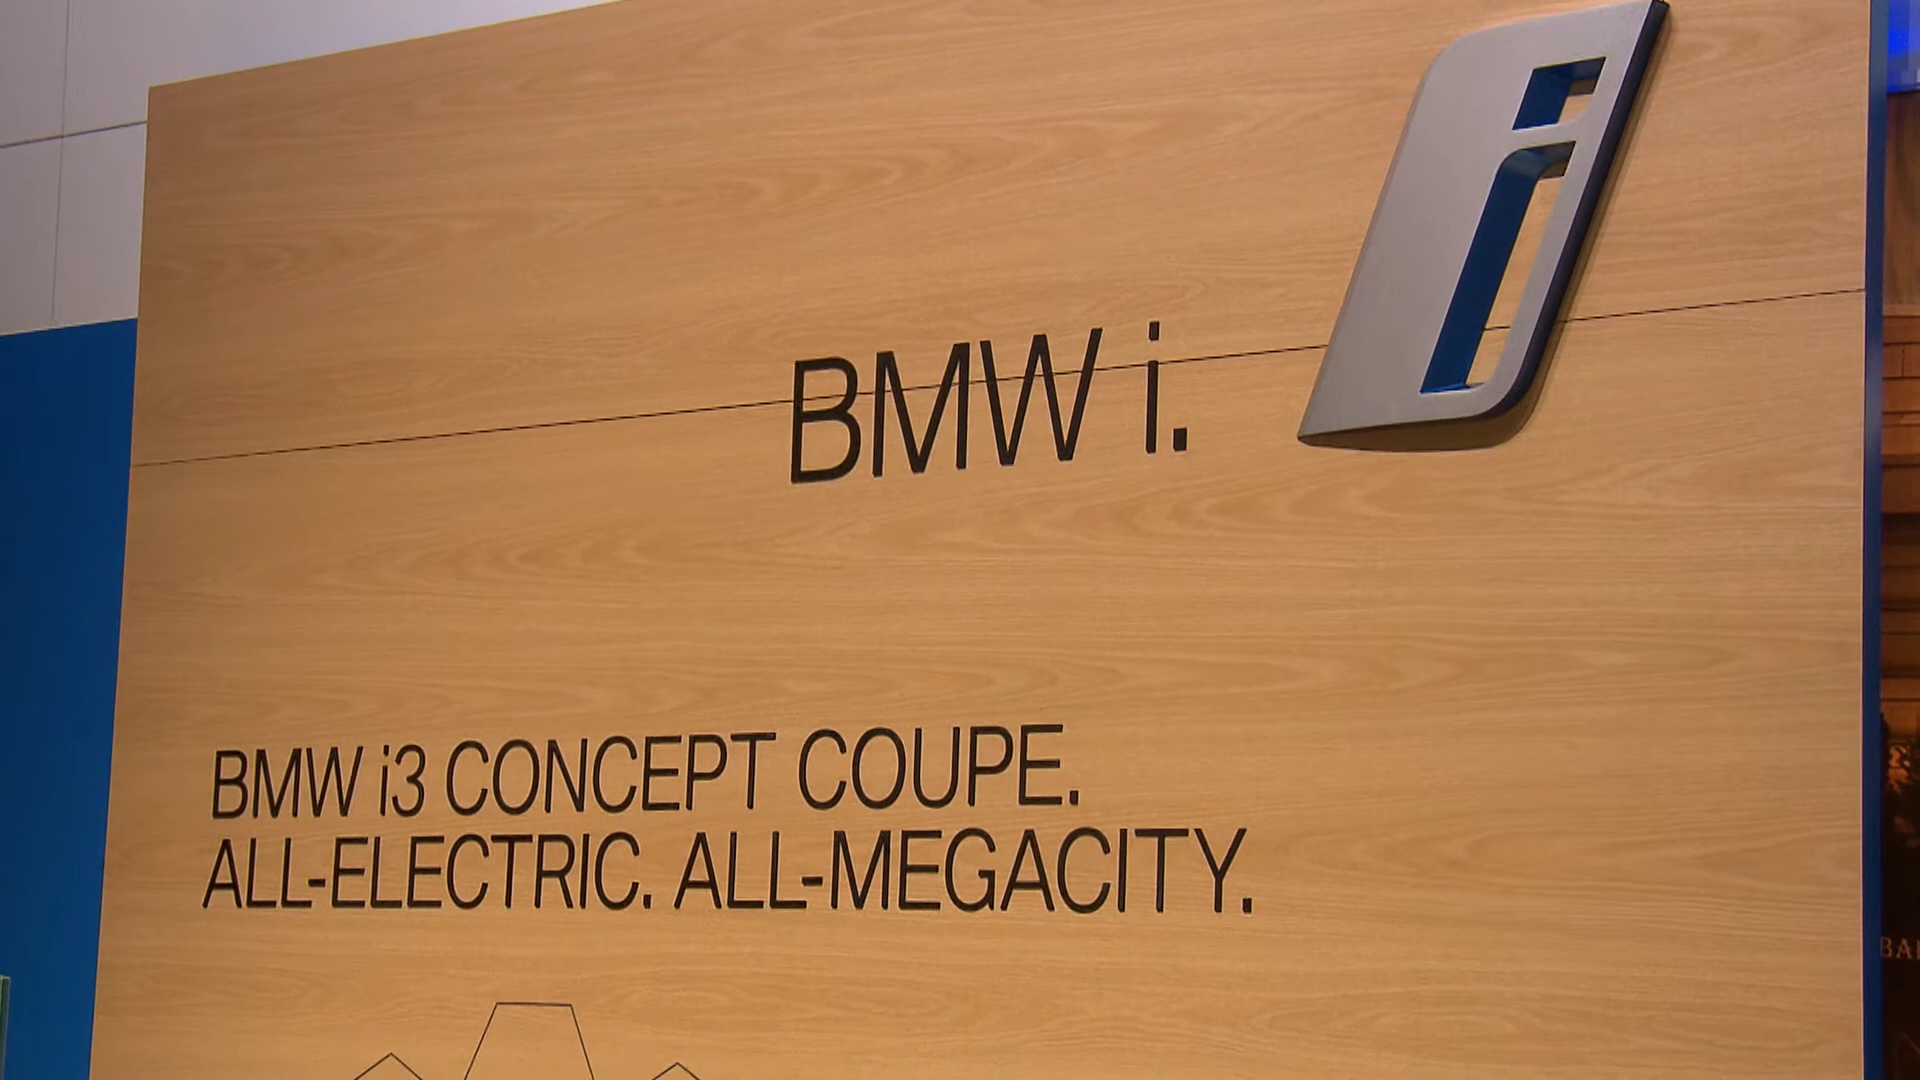 BMW i.
i
BMW i3 CONCEPT COUPE.
ALL-ELECTRIC. ALL-MEGACITY.